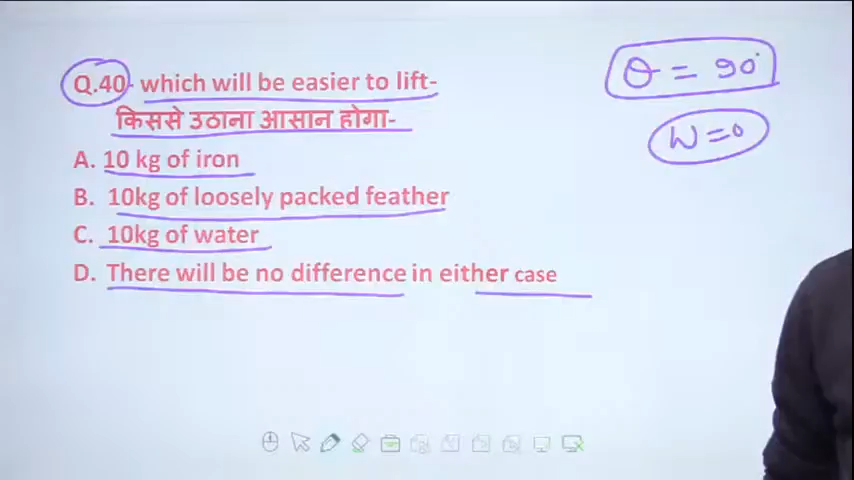 Q.40- which will be easier to lift-
किससे उठाना आसान होगा-
A. 10 kg of iron
B. 10kg of loosely packed feather
C. 10kg of water
D. There will be no difference in either case
θ = 90°
W=0